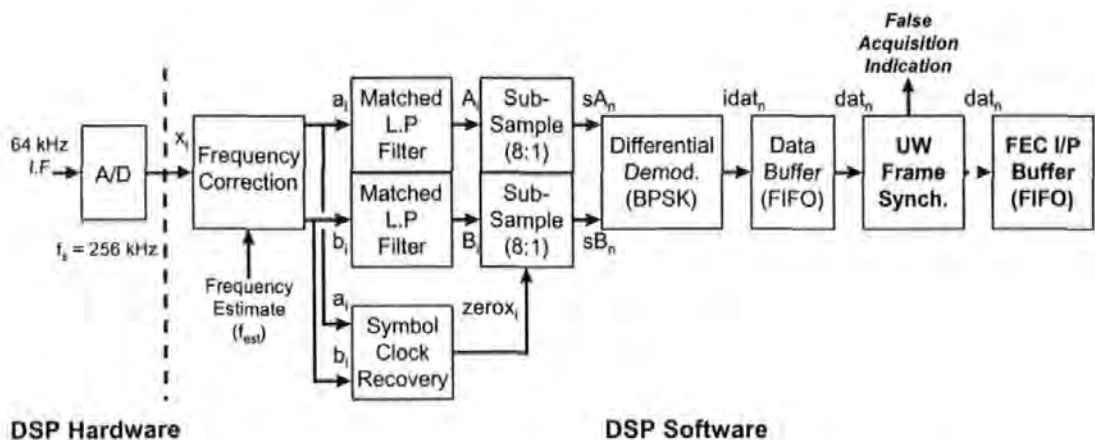 False
Acquisition
Indication
64 kHz
I.F
A/D
f_s = 256 kHz
x_i
Frequency
Correction
Frequency
Estimate
(f_est)
a_i
Matched
L.P
Filter
A_i
Sub-
Sample
(8:1)
sA_n
b_i
Matched
L.P
Filter
B_i
Sub-
Sample
(8:1)
sB_n
a_i
b_i
Symbol
Clock
Recovery
zerox_i
Differential
Demod.
(BPSK)
idat_n
Data
Buffer
(FIFO)
dat_n
UW
Frame
Synch.
dat_n
FEC I/P
Buffer
(FIFO)
DSP Hardware
DSP Software